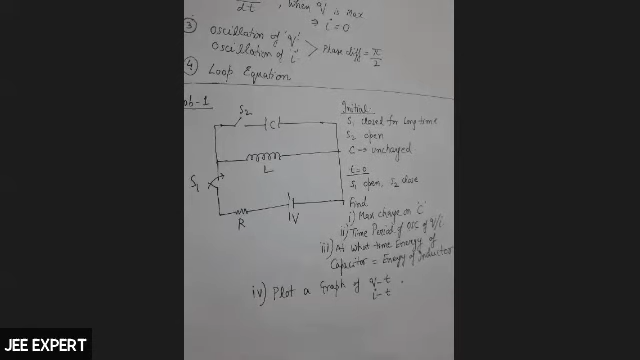 dt, when q is max
⇒ i = 0
③ oscillation of 'q'
oscillation of 'i' > Phase diff = π/2
④ Loop Equation
ob-1
S2
C
L
S1
R
V
Initial
S1 closed for long time
S2 open
C → uncharged
t=0
S1 open, S2 close
Find
i) Max charge on 'C'
ii) Time Period of osc of q/i
iii) At what time Energy of
Capacitor = Energy of Inductor
iv) Plot a Graph of q-t
i-t
JEE EXPERT